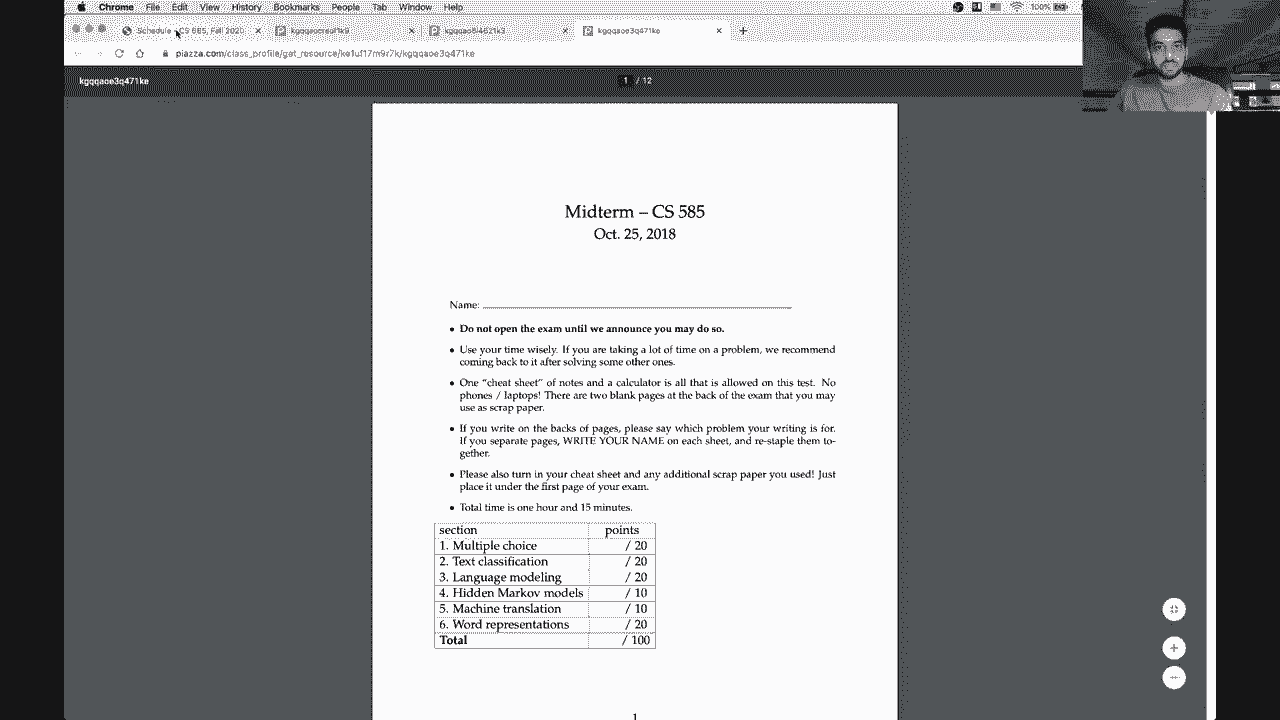 Chrome File Edit View History Bookmarks People Tab Window Help 100%
Schedule - CS 685, Fall 2020 kgqqaoe3q471ke
piazza.com/class_profile/get_resource/ke1uf17m9r7k/kgqqaoe3q471ke
kgqqaoe3q471ke 1 / 12
Midterm – CS 585
Oct. 25, 2018
Name:
• Do not open the exam until we announce you may do so.
• Use your time wisely. If you are taking a lot of time on a problem, we recommend
coming back to it after solving some other ones.
• One “cheat sheet” of notes and a calculator is all that is allowed on this test. No
phones / laptops! There are two blank pages at the back of the exam that you may
use as scrap paper.
• If you write on the backs of pages, please say which problem your writing is for.
If you separate pages, WRITE YOUR NAME on each sheet, and re-staple them to-
gether.
• Please also turn in your cheat sheet and any additional scrap paper you used! Just
place it under the first page of your exam.
• Total time is one hour and 15 minutes.
section points
1. Multiple choice / 20
2. Text classification / 20
3. Language modeling / 20
4. Hidden Markov models / 10
5. Machine translation / 10
6. Word representations / 20
Total / 100
1